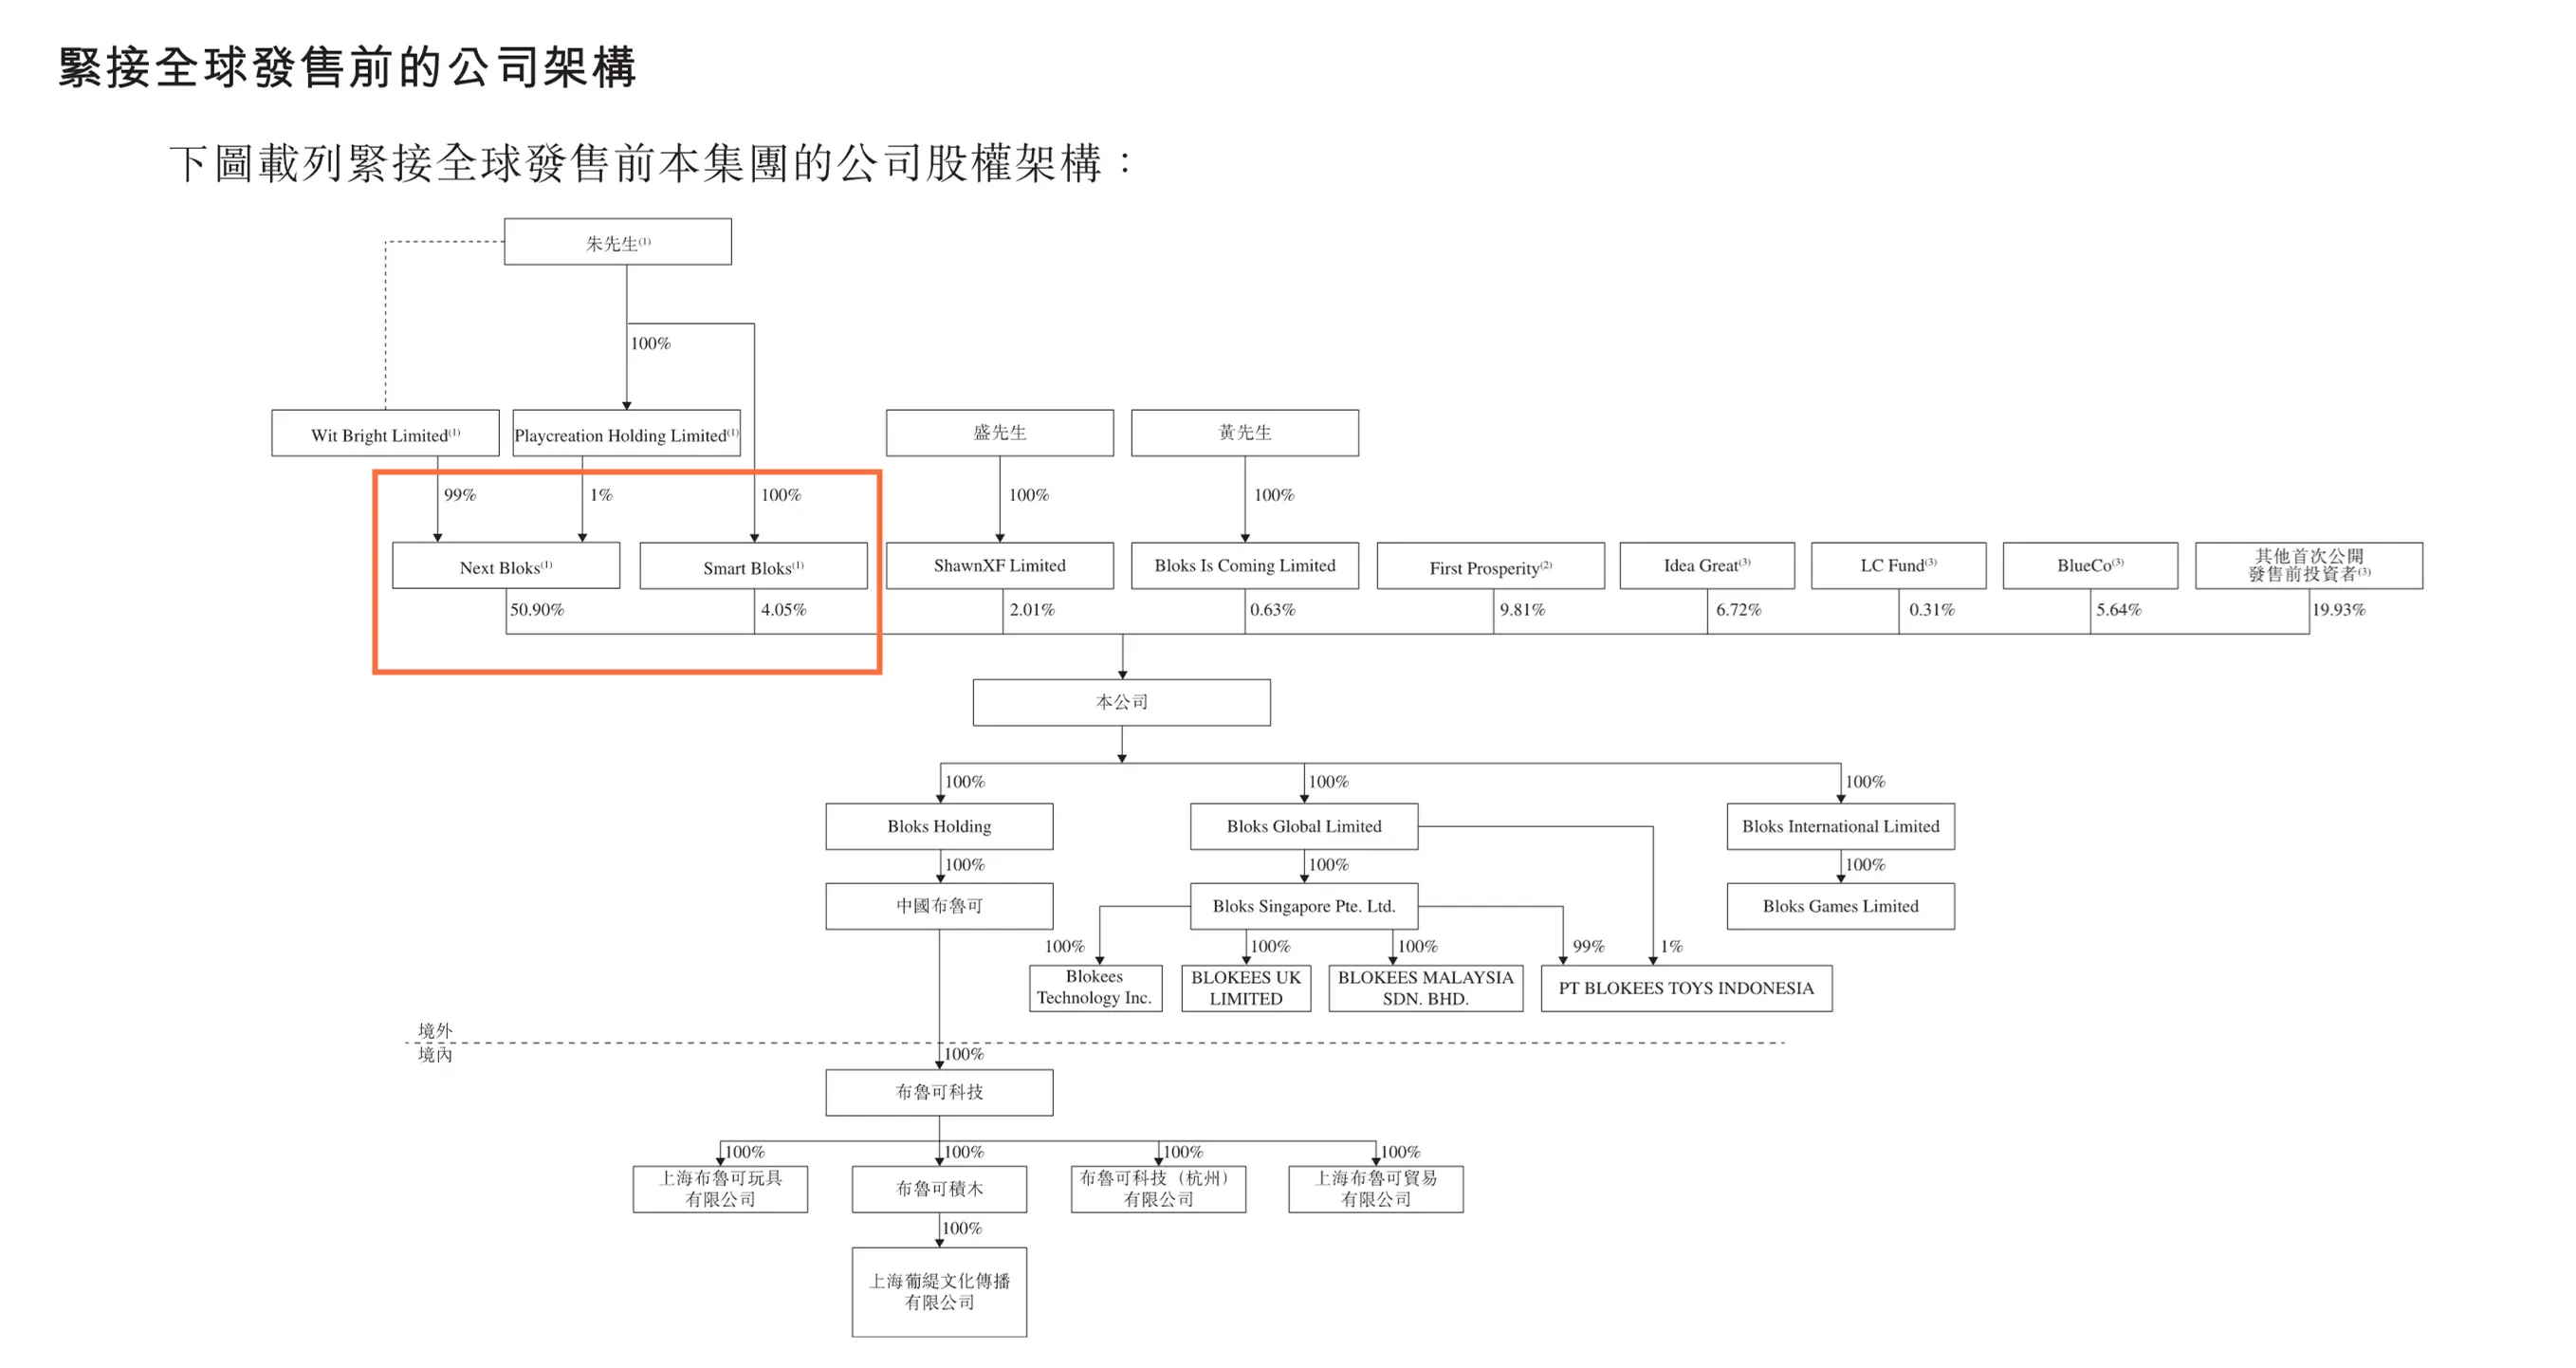 緊接全球發售前的公司架構
下圖載列緊接全球發售前本集團的公司股權架構：
朱先生(1)
100%
Wit Bright Limited(1)
Playcreation Holding Limited(1)
盛先生
黃先生
99%
1%
100%
100%
100%
Next Bloks(1)
Smart Bloks(1)
ShawnXF Limited
Bloks Is Coming Limited
First Prosperity(2)
Idea Great(3)
LC Fund(3)
BlueCo(3)
其他首次公開
發售前投資者(3)
50.90%
4.05%
2.01%
0.63%
9.81%
6.72%
0.31%
5.64%
19.93%
本公司
100%
100%
100%
Bloks Holding
Bloks Global Limited
Bloks International Limited
100%
100%
100%
中國布魯可
Bloks Singapore Pte. Ltd.
Bloks Games Limited
100%
100%
100%
99%
1%
Blokees
Technology Inc.
BLOKEES UK
LIMITED
BLOKEES MALAYSIA
SDN. BHD.
PT BLOKEES TOYS INDONESIA
境外
境內
100%
布魯可科技
100%
100%
100%
100%
上海布魯可玩具
有限公司
布魯可積木
布魯可科技（杭州）
有限公司
上海布魯可貿易
有限公司
100%
上海葡緹文化傳播
有限公司